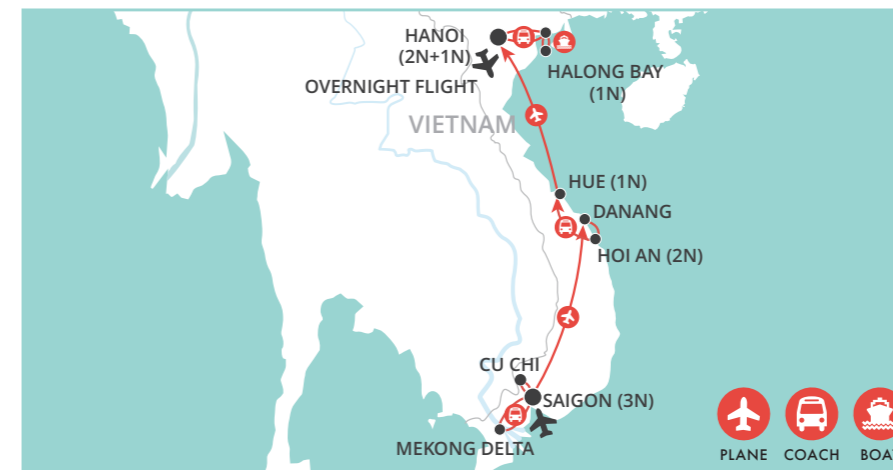 HANOI
(2N+1N)
OVERNIGHT FLIGHT
HALONG BAY
(1N)
VIETNAM
HUE (1N)
DANANG
HOI AN (2N)
CU CHI
SAIGON (3N)
MEKONG DELTA
PLANE COACH BOA